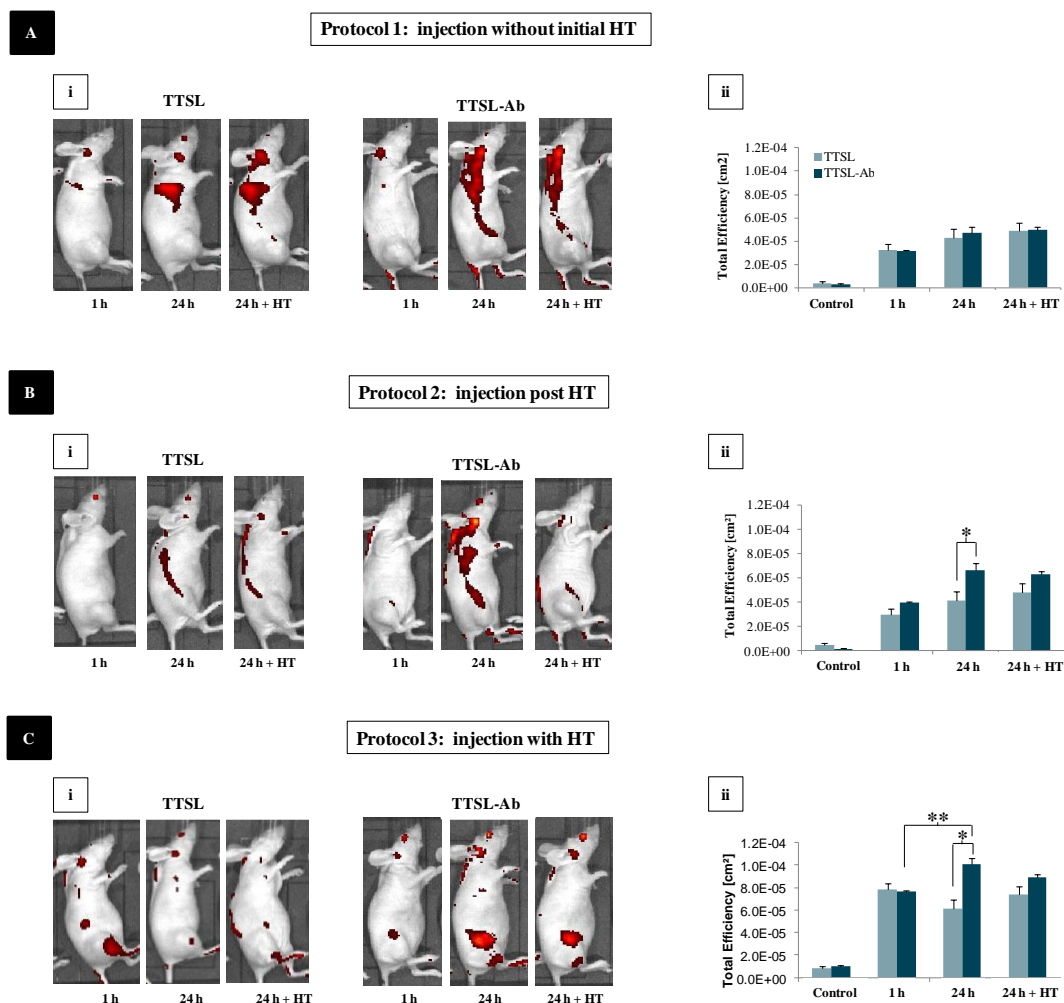 A
Protocol 1: injection without initial HT
i
TTSL
TTSL-Ab
1 h
24 h
24 h + HT
1 h
24 h
24 h + HT
ii
Total Efficiency [cm2]
1.2E-04
1.0E-04
8.0E-05
6.0E-05
4.0E-05
2.0E-05
0.0E+00
TTSL
TTSL-Ab
Control
1 h
24 h
24 h + HT
B
Protocol 2: injection post HT
i
TTSL
TTSL-Ab
1 h
24 h
24 h + HT
1 h
24 h
24 h + HT
ii
Total Efficiency [cm²]
1.2E-04
1.0E-04
8.0E-05
6.0E-05
4.0E-05
2.0E-05
0.0E+00
*
Control
1 h
24 h
24 h + HT
C
Protocol 3: injection with HT
i
TTSL
TTSL-Ab
1 h
24 h
24 h + HT
1 h
24 h
24 h + HT
ii
Total Efficiency [cm²]
1.2E-04
1.0E-04
8.0E-05
6.0E-05
4.0E-05
2.0E-05
0.0E+00
**
*
Control
1 h
24 h
24 h + HT